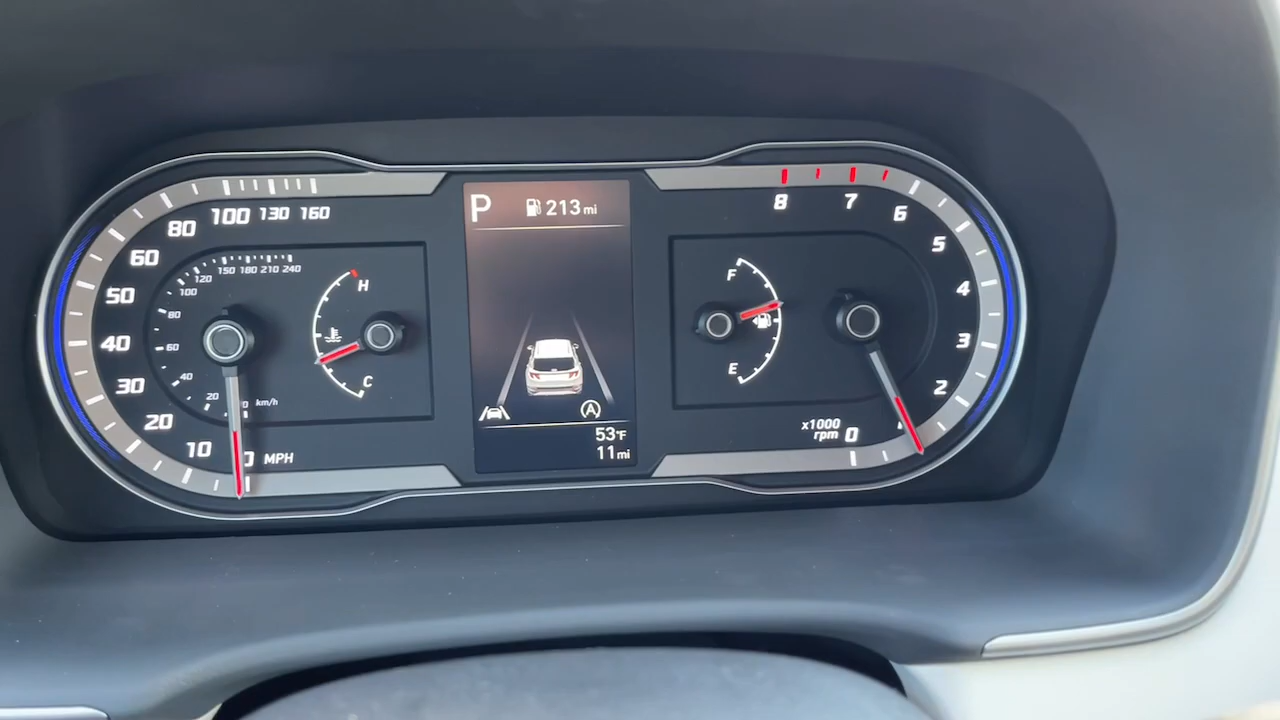 80 100 130 160
60
50
40
30
20
10
0 MPH
100 120 150 180 210 240
80
60
40
20
km/h
H
C
P 213 mi
A
53°F
11 mi
F
E
8 7 6
5
4
3
2
x1000
rpm 0